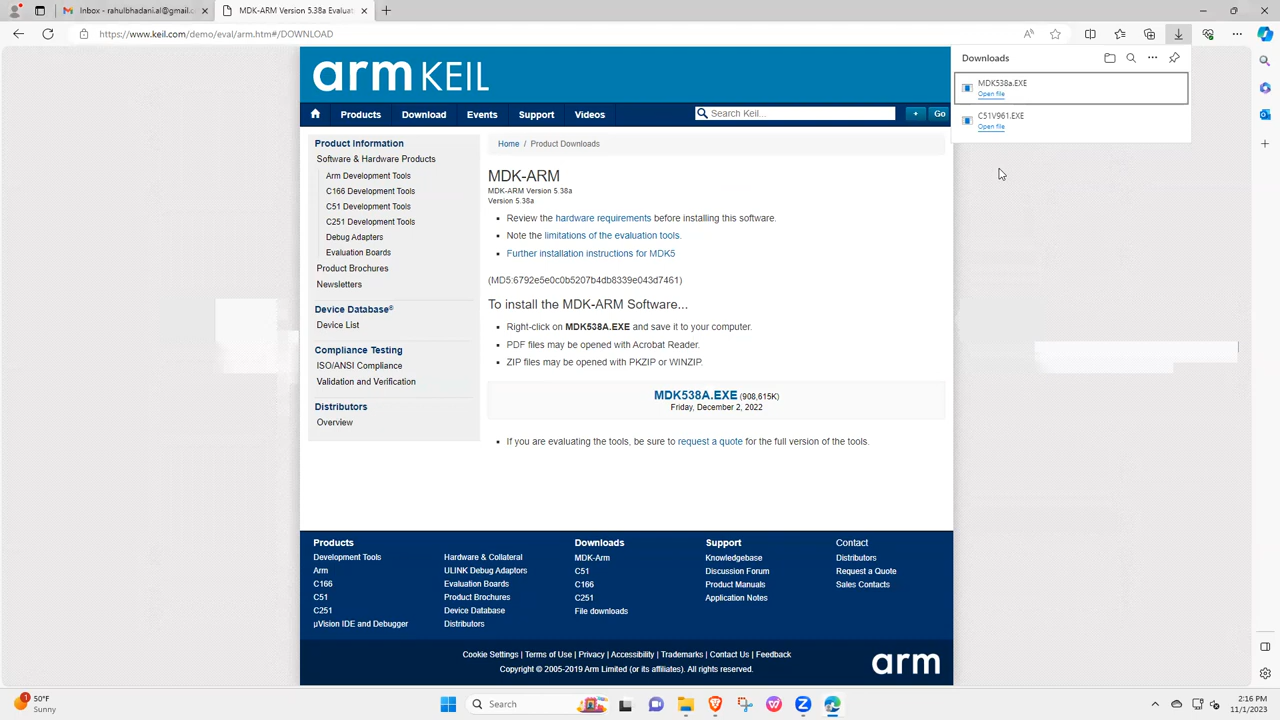 Inbox - rahulbhadani.ai@gmail.c
MDK-ARM Version 5.38a Evaluat
https://www.keil.com/demo/eval/arm.htm#/DOWNLOAD
arm KEIL
Products
Download
Events
Support
Videos
Search Keil...
+
Go
Downloads
MDK538a.EXE
Open file
C51V961.EXE
Open file
Product Information
Software & Hardware Products
Arm Development Tools
C166 Development Tools
C51 Development Tools
C251 Development Tools
Debug Adapters
Evaluation Boards
Product Brochures
Newsletters
Device Database®
Device List
Compliance Testing
ISO/ANSI Compliance
Validation and Verification
Distributors
Overview
Home / Product Downloads
MDK-ARM
MDK-ARM Version 5.38a
Version 5.38a
• Review the hardware requirements before installing this software.
• Note the limitations of the evaluation tools.
• Further installation instructions for MDK5
(MD5:6792e5e0c0b5207b4db8339e043d7461)
To install the MDK-ARM Software...
• Right-click on MDK538A.EXE and save it to your computer.
• PDF files may be opened with Acrobat Reader.
• ZIP files may be opened with PKZIP or WINZIP.
MDK538A.EXE (908,615K)
Friday, December 2, 2022
• If you are evaluating the tools, be sure to request a quote for the full version of the tools.
Products
Development Tools
Arm
C166
C51
C251
µVision IDE and Debugger
Hardware & Collateral
ULINK Debug Adaptors
Evaluation Boards
Product Brochures
Device Database
Distributors
Downloads
MDK-Arm
C51
C166
C251
File downloads
Support
Knowledgebase
Discussion Forum
Product Manuals
Application Notes
Contact
Distributors
Request a Quote
Sales Contacts
Cookie Settings | Terms of Use | Privacy | Accessibility | Trademarks | Contact Us | Feedback
Copyright © 2005-2019 Arm Limited (or its affiliates). All rights reserved.
arm
1
50°F
Sunny
Search
2:16 PM
11/1/2023